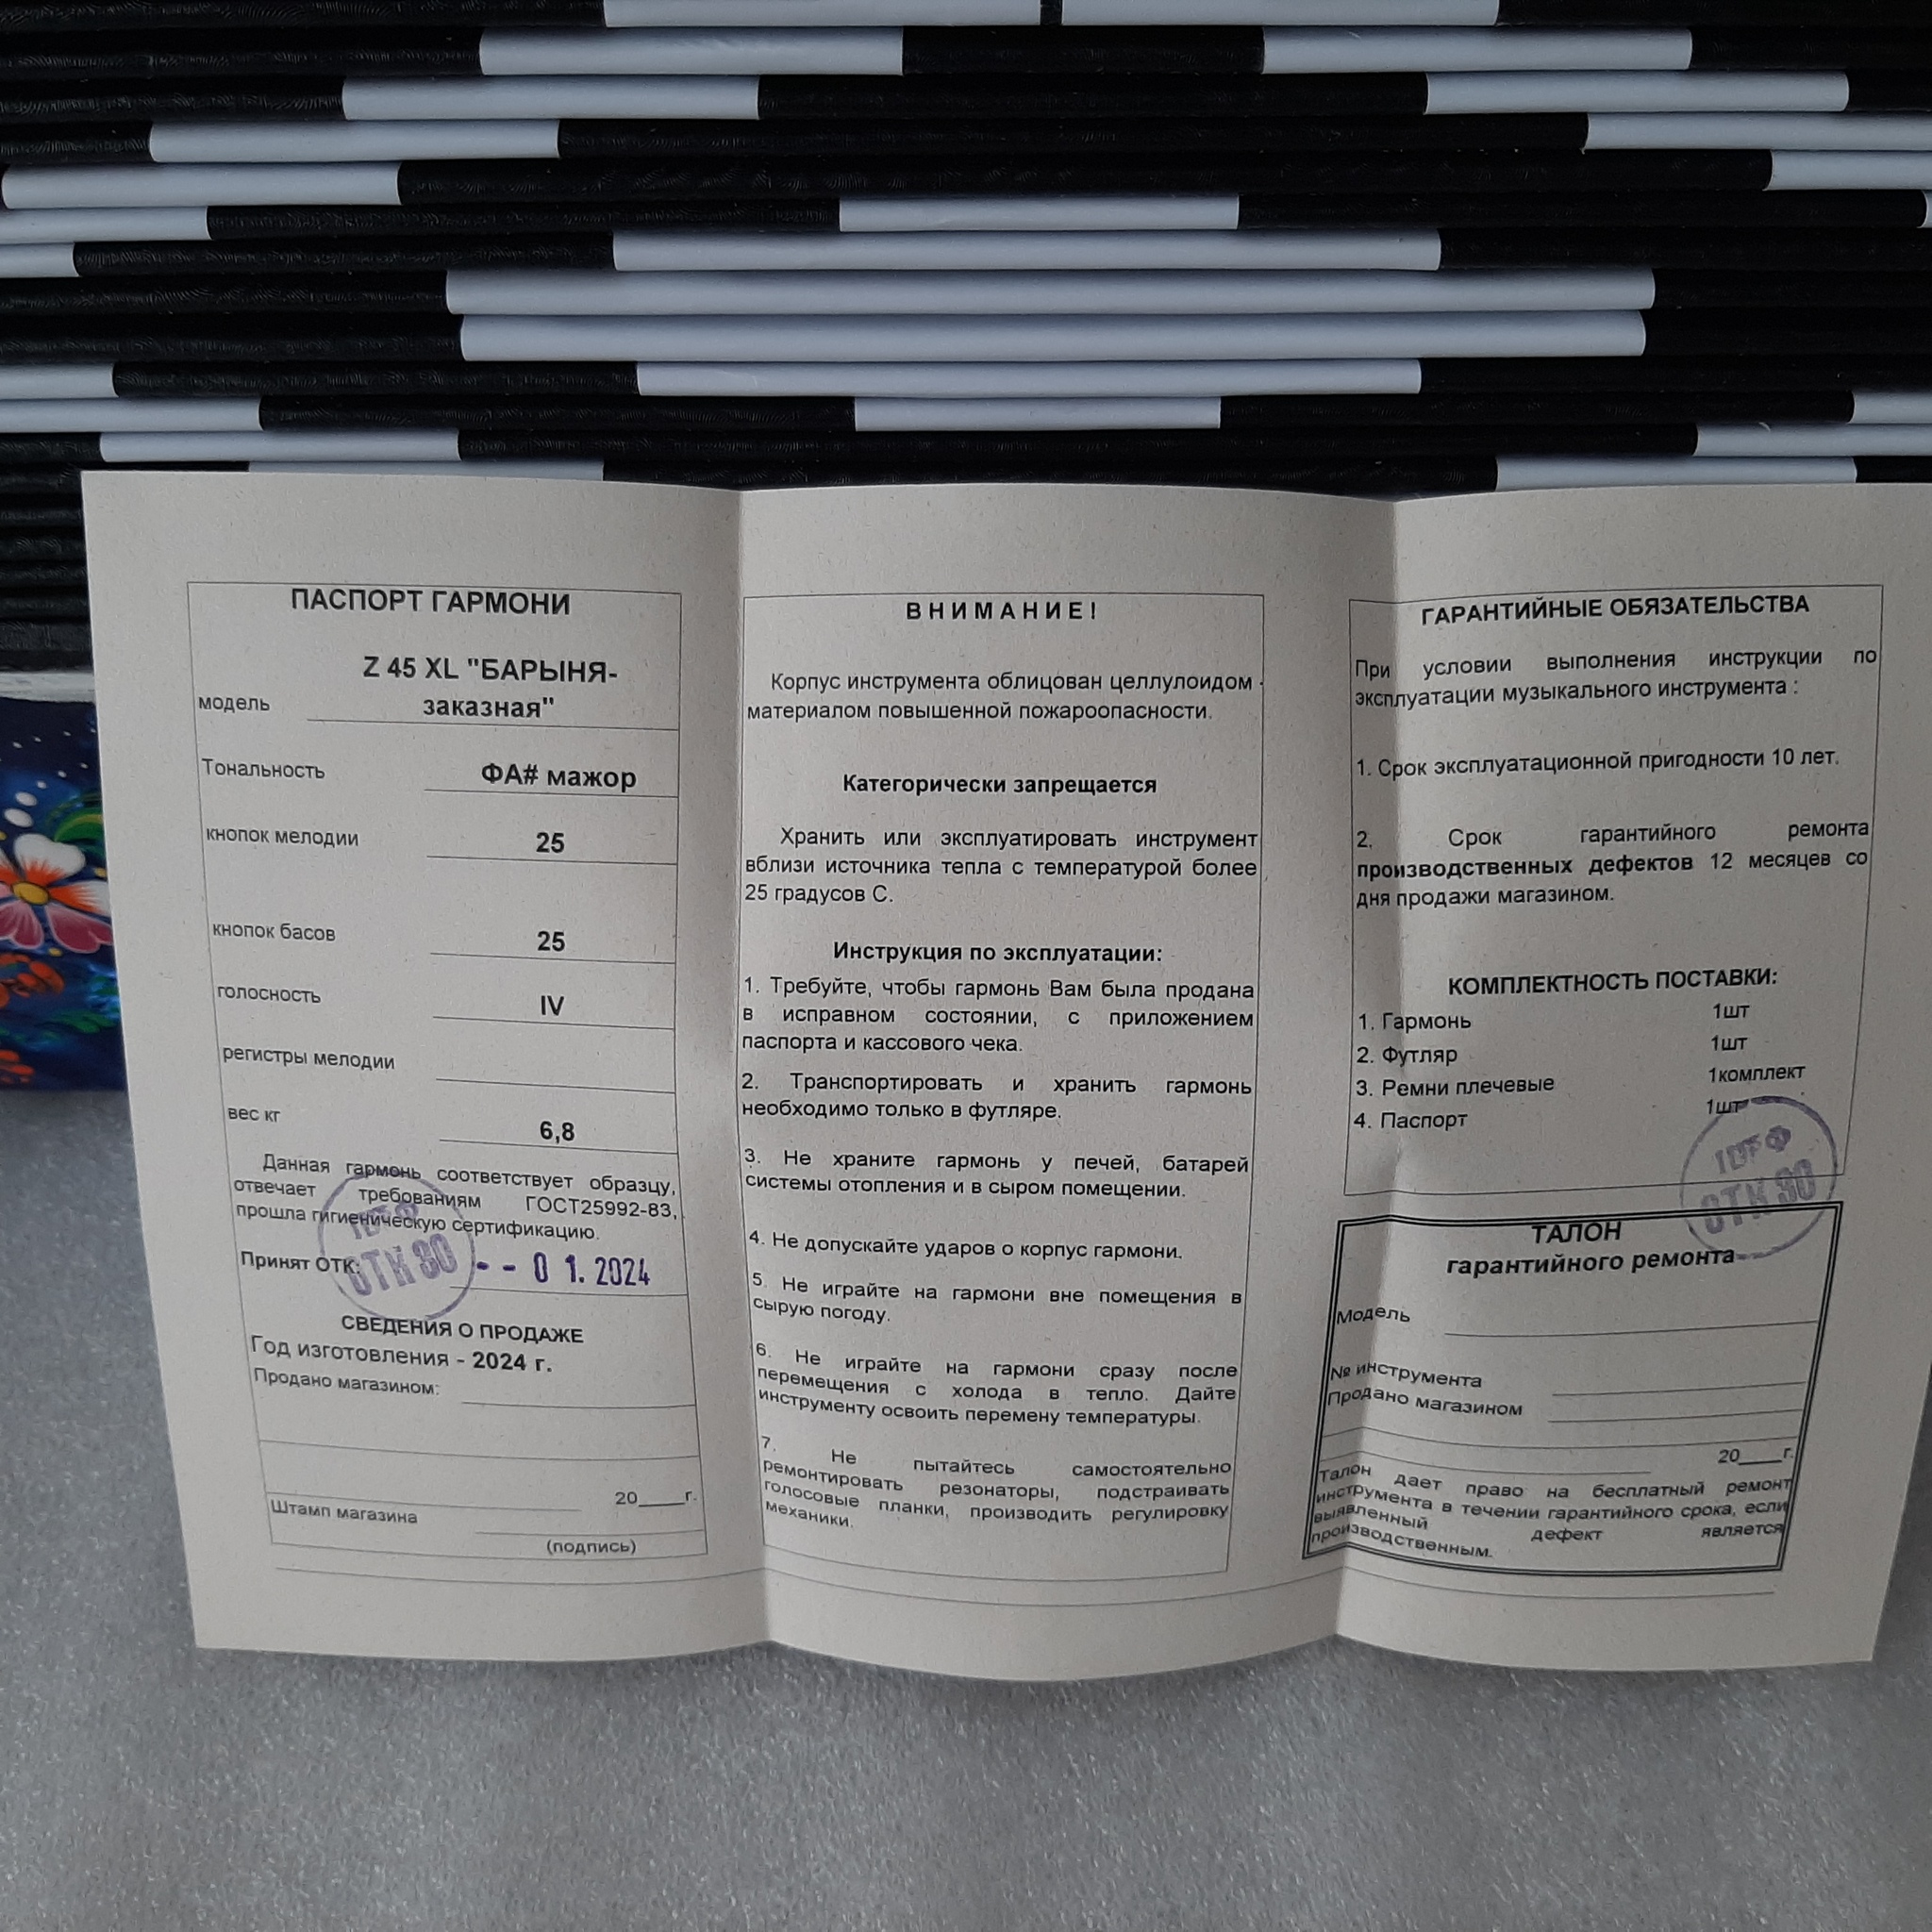 ПАСПОРТ ГАРМОНИ
Z 45 XL "БАРЫНЯ-
модель заказная"
Тональность ФА# мажор
кнопок мелодии 25
кнопок басов 25
голосность IV
регистры мелодии
вес кг 6,8
Данная гармонь соответствует образцу,
отвечает требованиям ГОСТ25992-83,
прошла гигиеническую сертификацию.
Принят ОТК: - - 0 1. 2024
ОТК 30
СВЕДЕНИЯ О ПРОДАЖЕ
Год изготовления - 2024 г.
Продано магазином:
20____г.
Штамп магазина
(подпись)
ВНИМАНИЕ!
Корпус инструмента облицован целлулоидом -
материалом повышенной пожароопасности.
Категорически запрещается
Хранить или эксплуатировать инструмент
вблизи источника тепла с температурой более
25 градусов С.
Инструкция по эксплуатации:
1. Требуйте, чтобы гармонь Вам была продана
в исправном состоянии, с приложением
паспорта и кассового чека.
2. Транспортировать и хранить гармонь
необходимо только в футляре.
3. Не храните гармонь у печей, батарей
системы отопления и в сыром помещении.
4. Не допускайте ударов о корпус гармони.
5. Не играйте на гармони вне помещения в
сырую погоду.
6. Не играйте на гармони сразу после
перемещения с холода в тепло. Дайте
инструменту освоить перемену температуры.
7. Не пытайтесь самостоятельно
ремонтировать резонаторы, подстраивать
голосовые планки, производить регулировку
механики.
ГАРАНТИЙНЫЕ ОБЯЗАТЕЛЬСТВА
При условии выполнения инструкции по
эксплуатации музыкального инструмента :
1. Срок эксплуатационной пригодности 10 лет.
2. Срок гарантийного ремонта
производственных дефектов 12 месяцев со
дня продажи магазином.
КОМПЛЕКТНОСТЬ ПОСТАВКИ:
1. Гармонь 1шт
2. Футляр 1шт
3. Ремни плечевые 1комплект
4. Паспорт 1шт
ОТК 30
ТАЛОН
гарантийного ремонта
Модель
№ инструмента
Продано магазином
20____г.
Талон дает право на бесплатный ремонт
инструмента в течении гарантийного срока, если
выявленный дефект является
производственным.